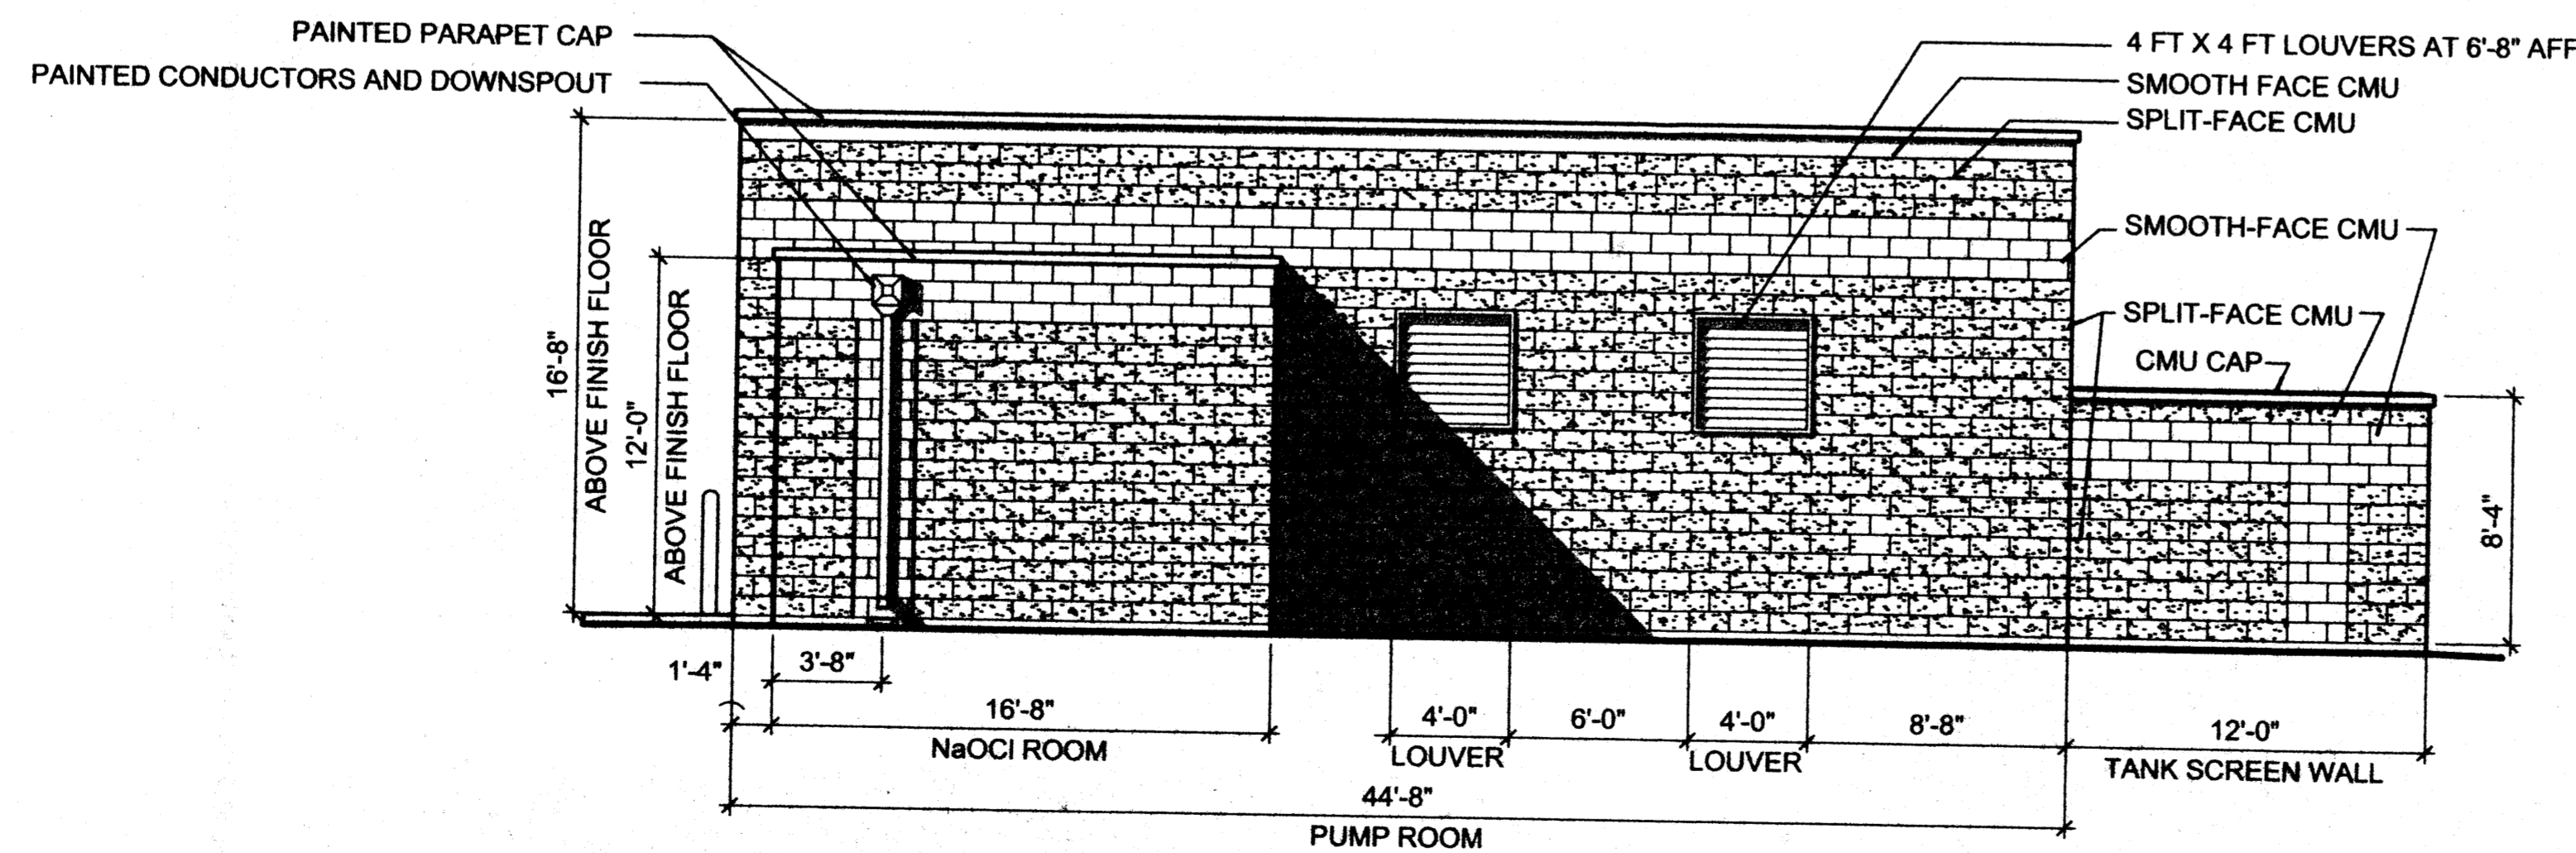 PAINTED PARAPET CAP
PAINTED CONDUCTORS AND DOWNSPOUT
4 FT X 4 FT LOUVERS AT 6'-8" AFF
SMOOTH FACE CMU
SPLIT-FACE CMU
SMOOTH-FACE CMU
SPLIT-FACE CMU
CMU CAP
16'-8"
ABOVE FINISH FLOOR
12'-0"
ABOVE FINISH FLOOR
8'-4"
1'-4"
3'-8"
16'-8"
NaOCl ROOM
4'-0"
LOUVER
6'-0"
4'-0"
LOUVER
8'-8"
12'-0"
TANK SCREEN WALL
44'-8"
PUMP ROOM